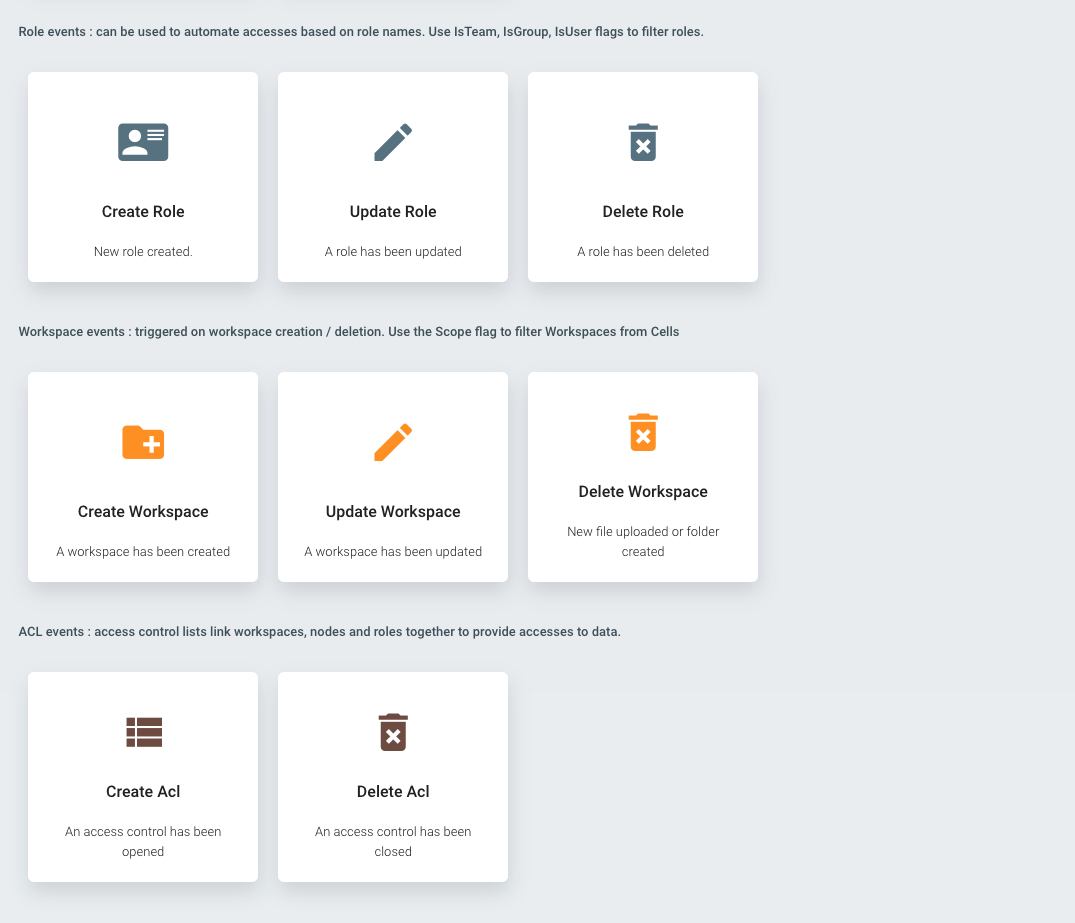 Role events : can be used to automate accesses based on role names. Use IsTeam, IsGroup, IsUser flags to filter roles.
Create Role
New role created.
Update Role
A role has been updated
Delete Role
A role has been deleted
Workspace events : triggered on workspace creation / deletion. Use the Scope flag to filter Workspaces from Cells
Create Workspace
A workspace has been created
Update Workspace
A workspace has been updated
Delete Workspace
New file uploaded or folder
created
ACL events : access control lists link workspaces, nodes and roles together to provide accesses to data.
Create Acl
An access control has been
opened
Delete Acl
An access control has been
closed